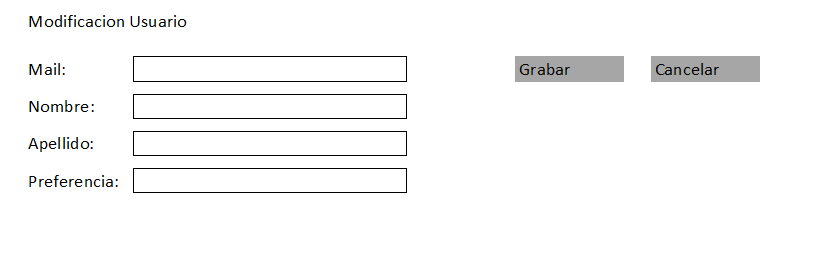 Modificacion Usuario
Mail: Grabar Cancelar
Nombre:
Apellido:
Preferencia: